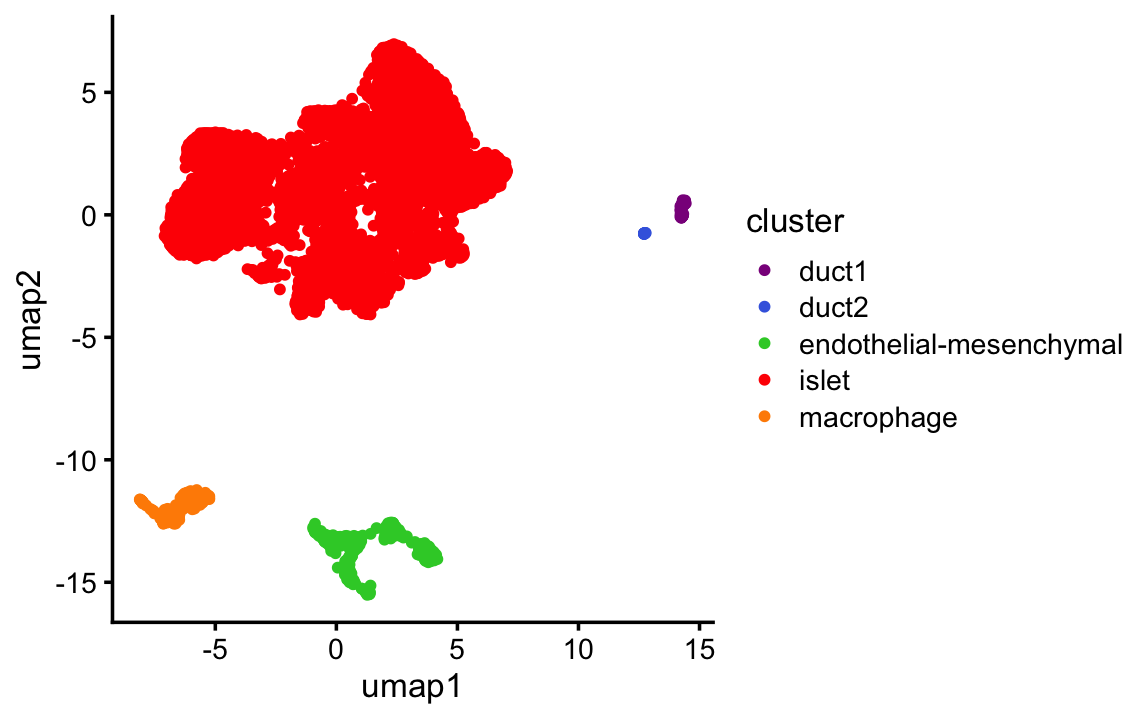 5
0
-5
-10
-15
umap2
-5
0
5
10
15
umap1
cluster
duct1
duct2
endothelial-mesenchymal
islet
macrophage